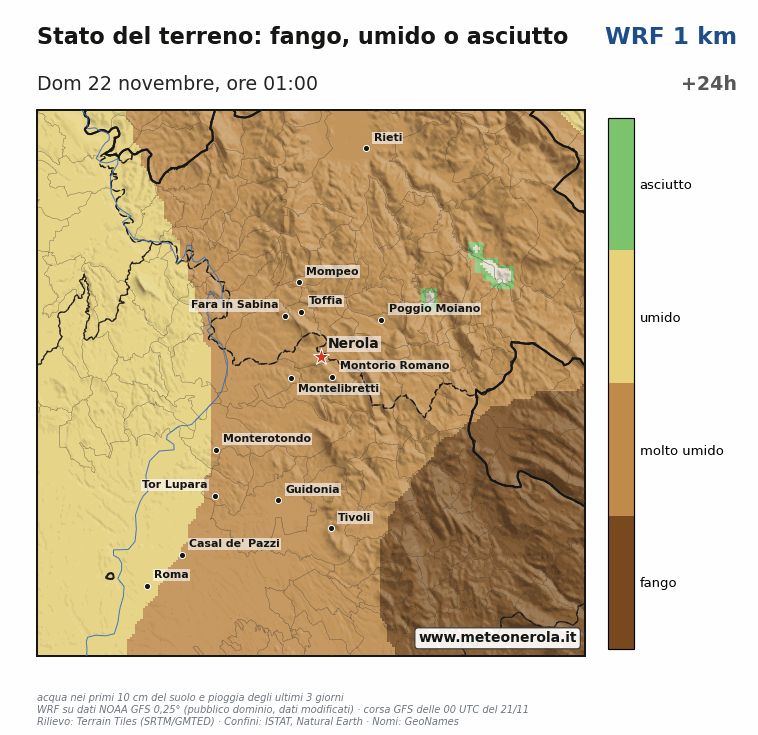 Stato del terreno: fango, umido o asciutto
WRF 1 km
Dom 22 novembre, ore 01:00
+24h
Rieti
asciutto
Mompeo
Toffia
Fara in Sabina
Poggio Moiano
umido
Nerola
Montorio Romano
Montelibretti
Monterotondo
molto umido
Tor Lupara
Guidonia
Tivoli
Casal de' Pazzi
Roma
fango
www.meteonerola.it
acqua nei primi 10 cm del suolo e pioggia degli ultimi 3 giorni
WRF su dati NOAA GFS 0,25° (pubblico dominio, dati modificati) · corsa GFS delle 00 UTC del 21/11
Rilievo: Terrain Tiles (SRTM/GMTED) · Confini: ISTAT, Natural Earth · Nomi: GeoNames